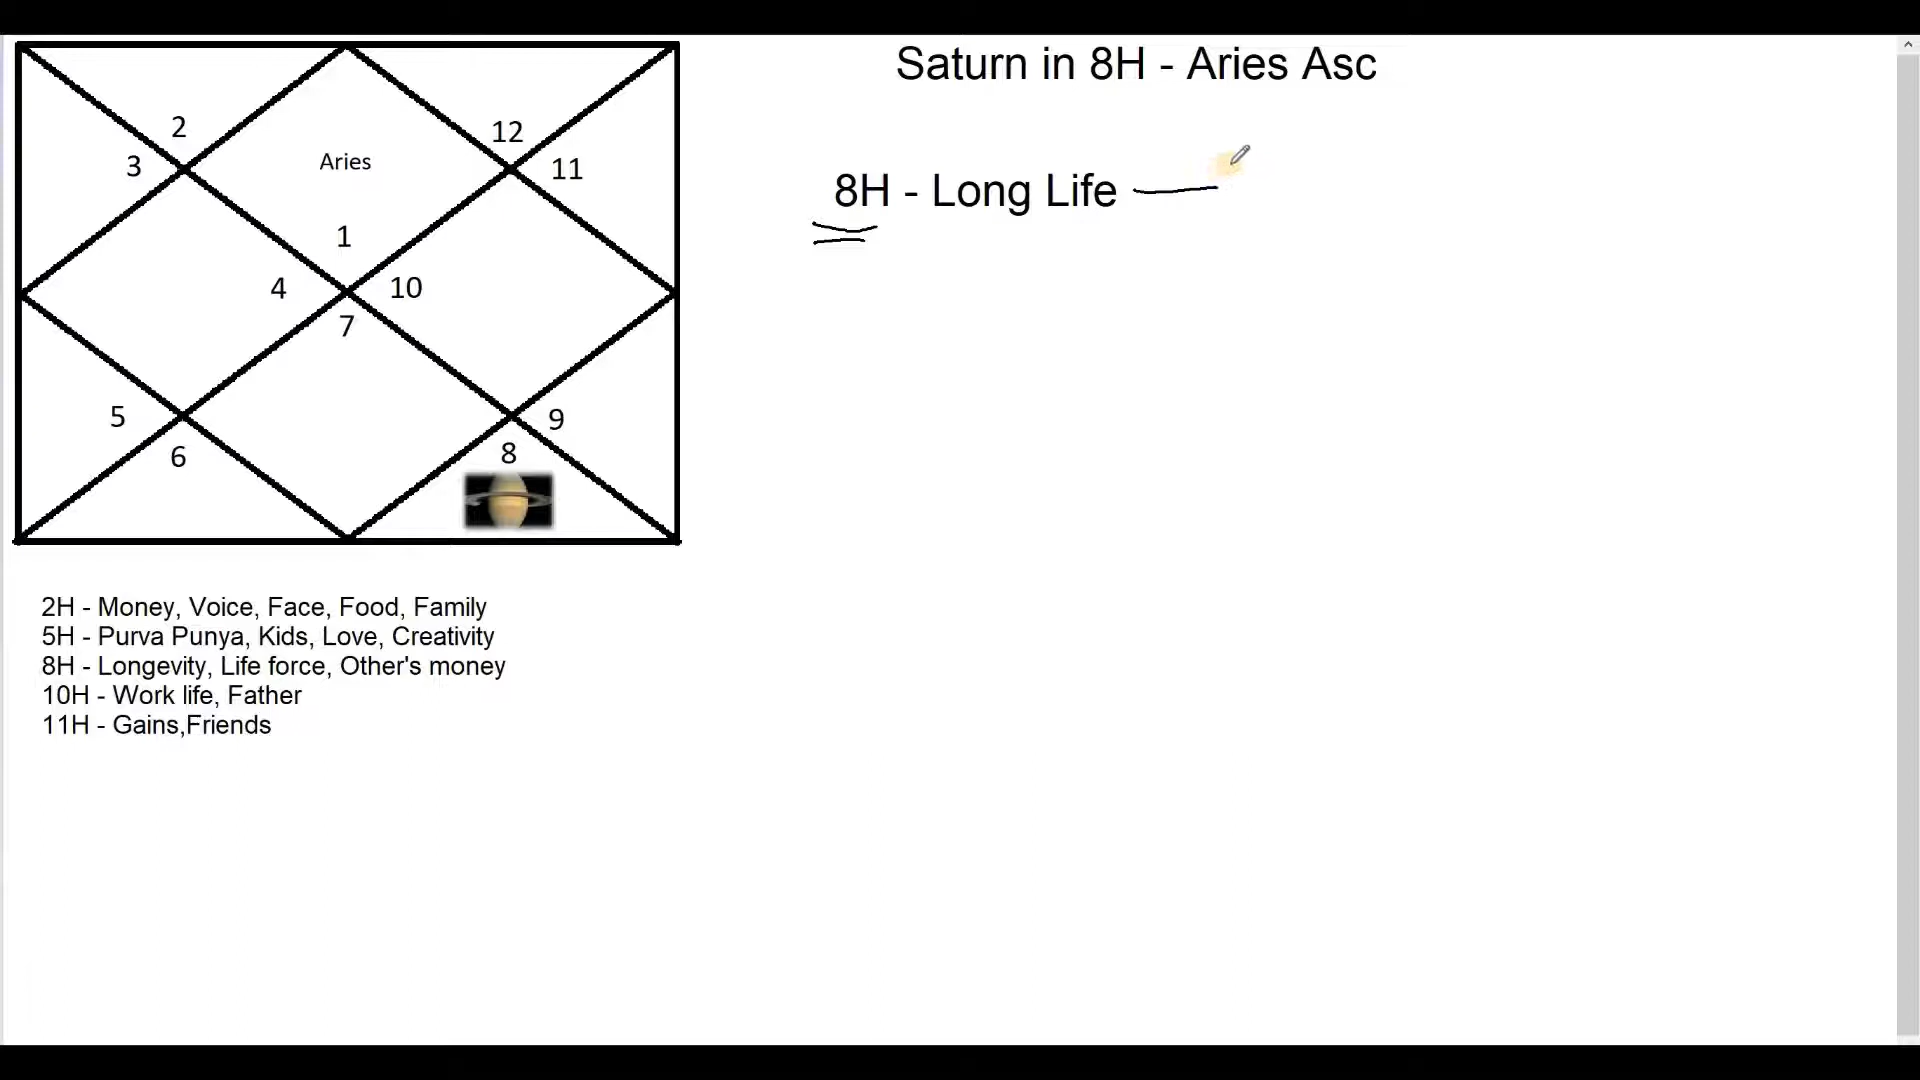 Saturn in 8H - Aries Asc
8H - Long Life
2
12
3
Aries
11
1
4
10
7
5
9
6
8
2H - Money, Voice, Face, Food, Family
5H - Purva Punya, Kids, Love, Creativity
8H - Longevity, Life force, Other's money
10H - Work life, Father
11H - Gains,Friends